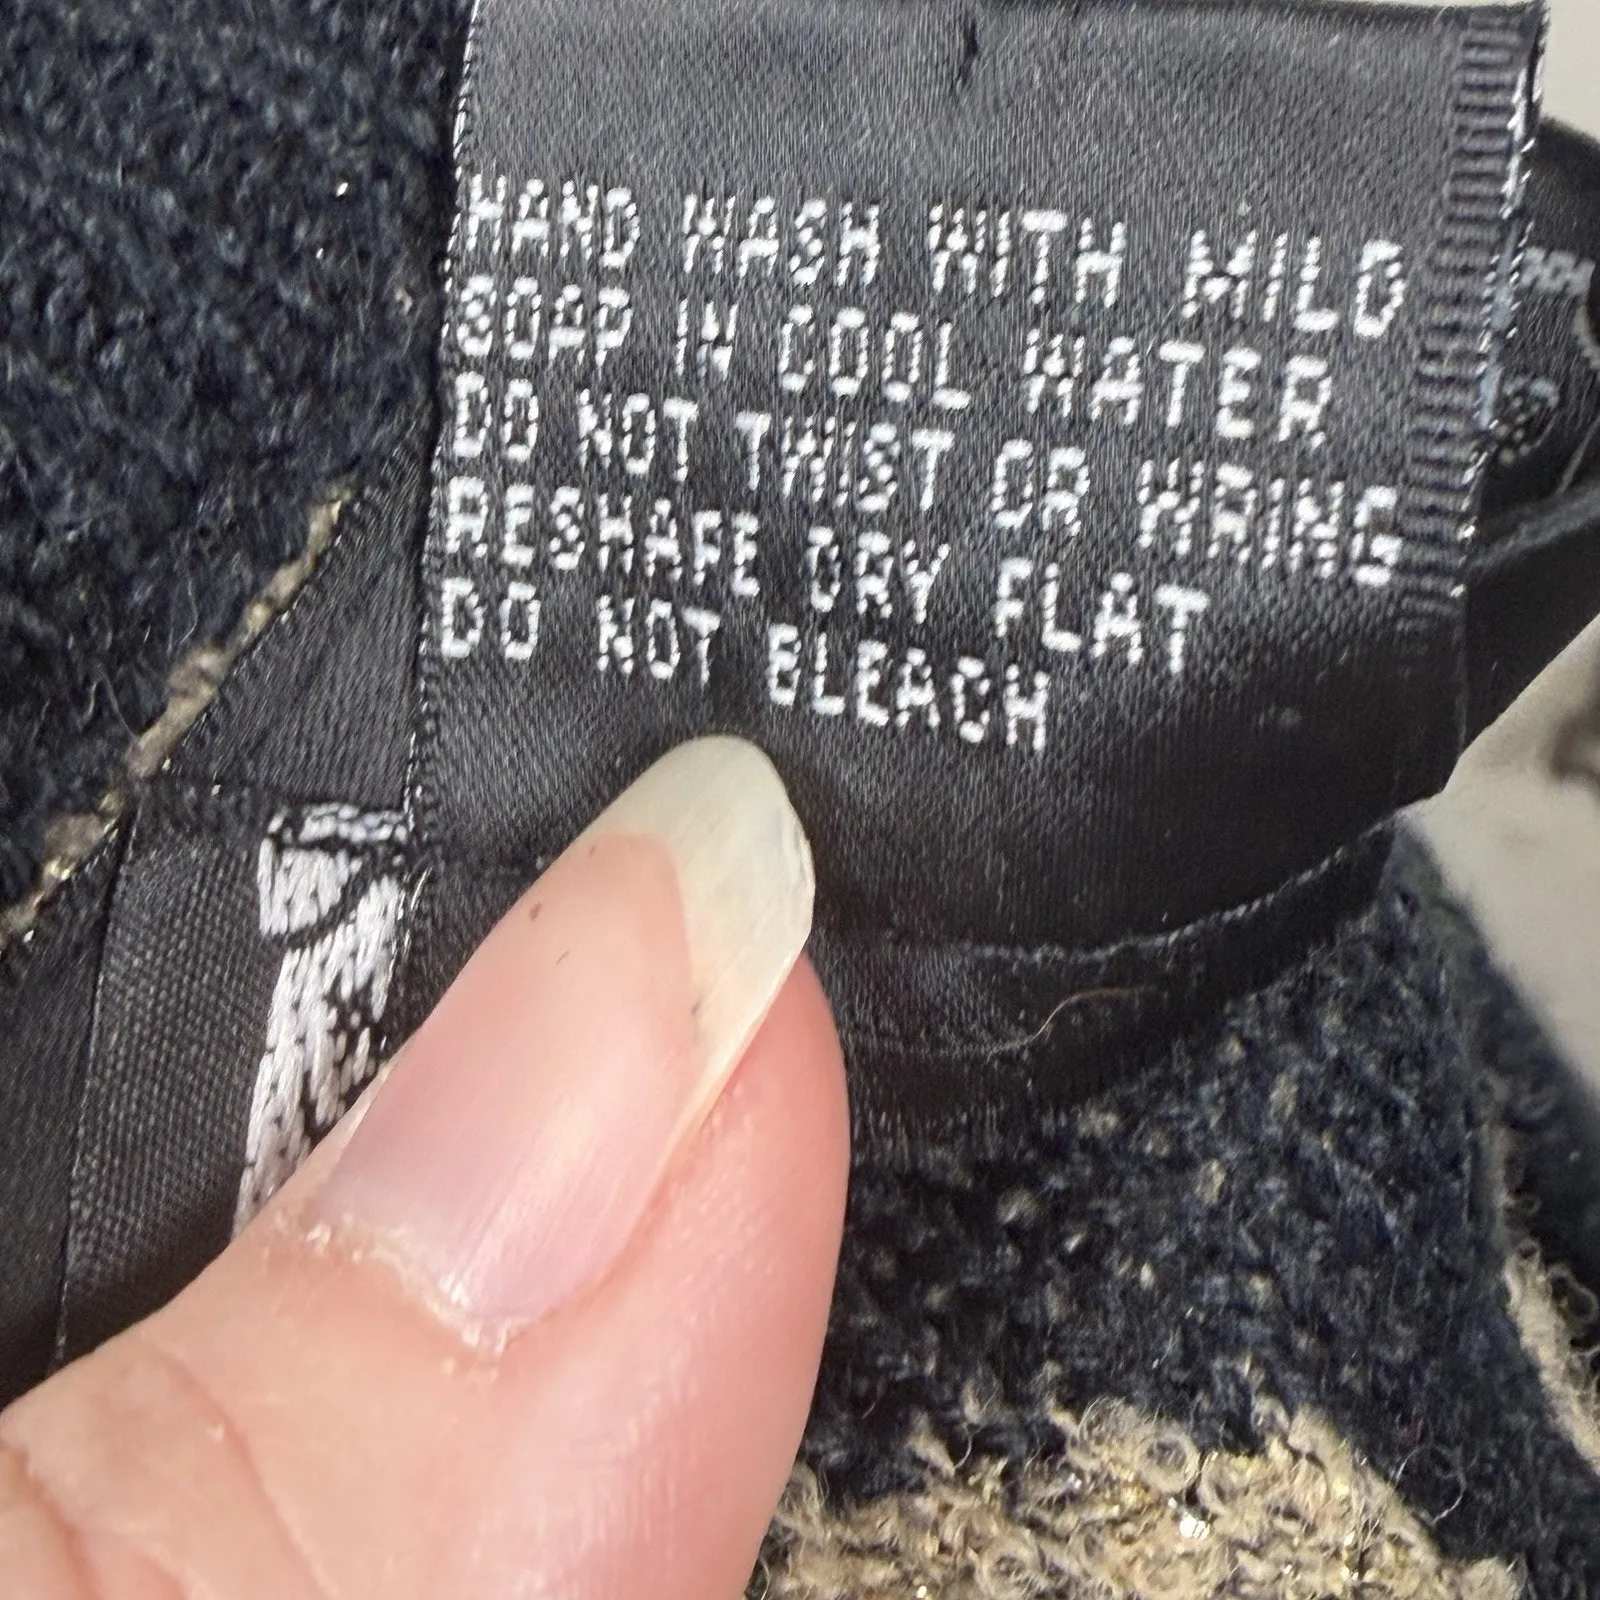 HAND WASH WITH MILD
SOAP IN COOL WATER
DO NOT TWIST OR WRING
RESHAPE DRY FLAT
DO NOT BLEACH